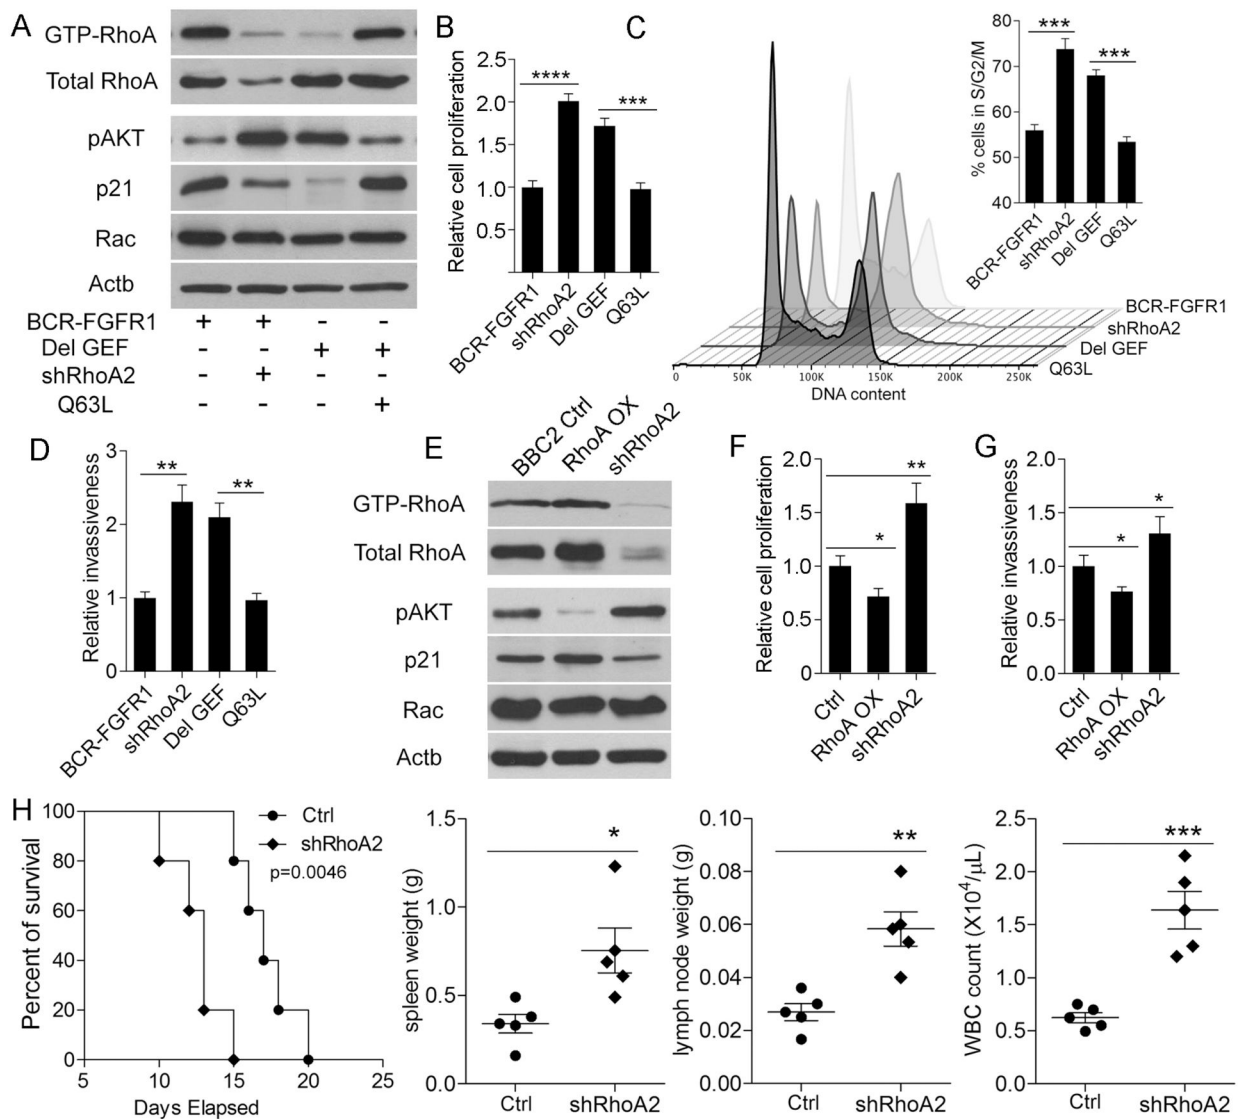 A
GTP-RhoA
Total RhoA
pAKT
p21
Rac
Actb
BCR-FGFR1 + + - -
Del GEF - - + +
shRhoA2 - + - -
Q63L - - - +
B
Relative cell proliferation
2.5
2.0
1.5
1.0
0.5
****
***
BCR-FGFR1
shRhoA2
Del GEF
Q63L
C
% cells in S/G2/M
80
70
60
50
40
***
***
BCR-FGFR1
shRhoA2
Del GEF
Q63L
BCR-FGFR1
shRhoA2
Del GEF
Q63L
0 50K 100K 150K 200K 250K
DNA content
D
Relative invassiveness
3
2
1
0
**
**
BCR-FGFR1
shRhoA2
Del GEF
Q63L
E
BBC2 Ctrl
RhoA OX
shRhoA2
GTP-RhoA
Total RhoA
pAKT
p21
Rac
Actb
F
Relative cell proliferation
2.0
1.5
1.0
0.5
0
**
*
Ctrl
RhoA OX
shRhoA2
G
Relative invassiveness
2.0
1.5
1.0
0.5
0.0
*
*
Ctrl
RhoA OX
shRhoA2
H
Percent of survival
100
80
60
40
20
0
Ctrl
shRhoA2
p=0.0046
5 10 15 20 25
Days Elapsed
spleen weight (g)
1.5
1.0
0.5
0.0
*
Ctrl shRhoA2
lymph node weight (g)
0.10
0.08
0.06
0.04
0.02
0.00
**
Ctrl shRhoA2
WBC count (X10⁴/μL)
2.5
2.0
1.5
1.0
0.5
0.0
***
Ctrl shRhoA2